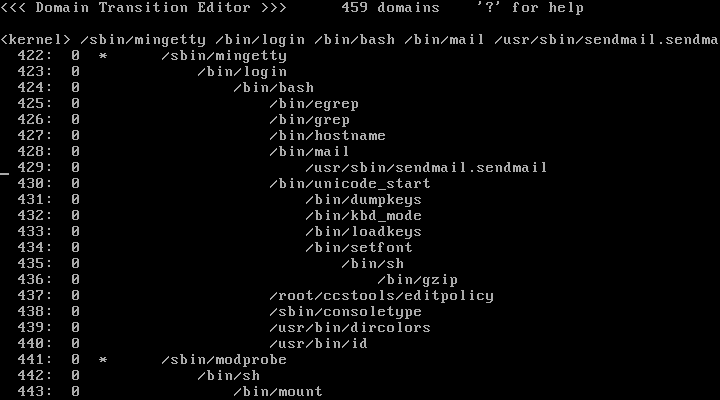 <<< Domain Transition Editor >>>      459 domains    '?' for help
<kernel> /sbin/mingetty /bin/login /bin/bash /bin/mail /usr/sbin/sendmail.sendma
422:  0  *      /sbin/mingetty
423:  0             /bin/login
424:  0                 /bin/bash
425:  0                     /bin/egrep
426:  0                     /bin/grep
427:  0                     /bin/hostname
428:  0                     /bin/mail
429:  0                         /usr/sbin/sendmail.sendmail
430:  0                     /bin/unicode_start
431:  0                         /bin/dumpkeys
432:  0                         /bin/kbd_mode
433:  0                         /bin/loadkeys
434:  0                         /bin/setfont
435:  0                             /bin/sh
436:  0                                 /bin/gzip
437:  0                     /root/ccstools/editpolicy
438:  0                     /sbin/consoletype
439:  0                     /usr/bin/dircolors
440:  0                     /usr/bin/id
441:  0  *      /sbin/modprobe
442:  0             /bin/sh
443:  0                 /bin/mount